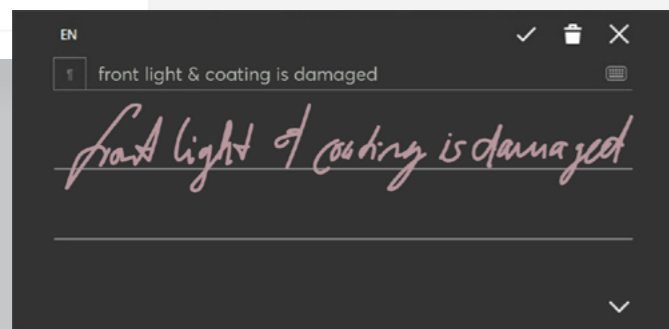 EN
¶ front light & coating is damaged
front light & coating is damaged